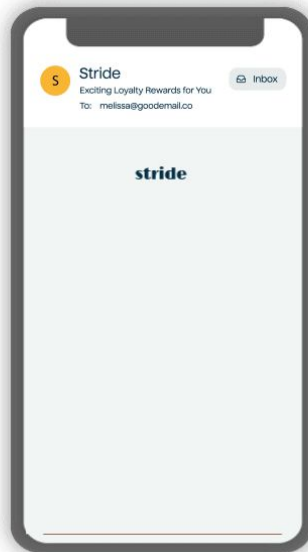 S
Stride
Exciting Loyalty Rewards for You
To: melissa@goodemail.co
Inbox
stride